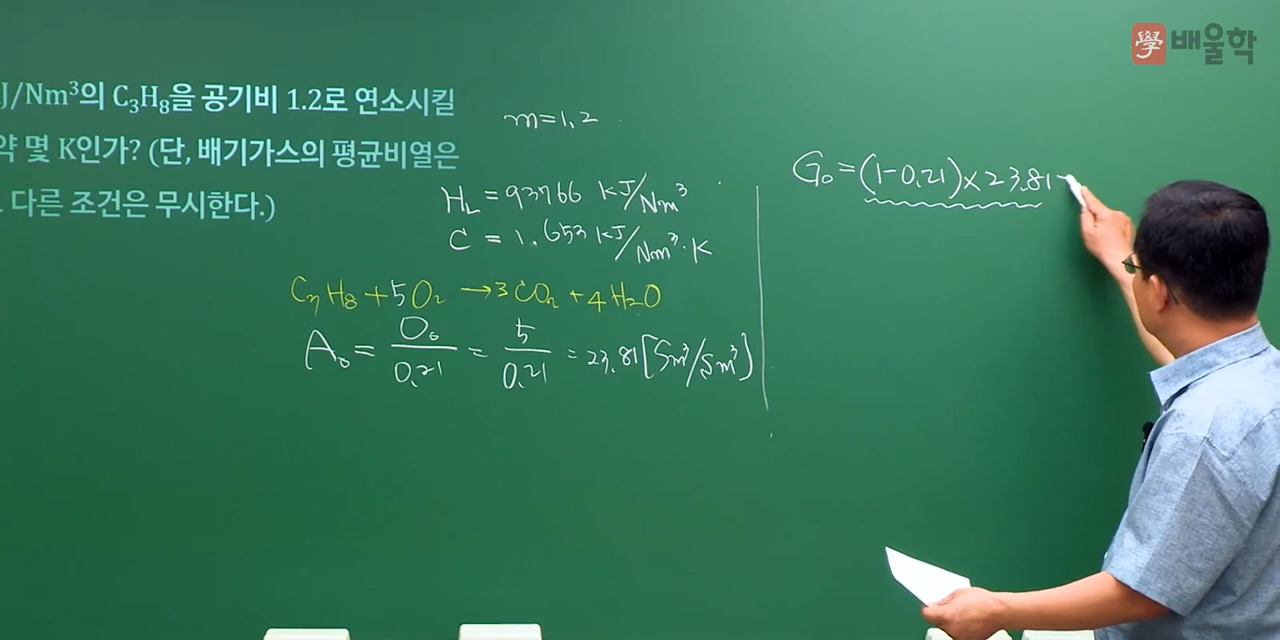 學 배울학
J/Nm³의 C₃H₈을 공기비 1.2로 연소시킬
약 몇 K인가? (단, 배기가스의 평균비열은
다른 조건은 무시한다.)
m=1,2
H_L = 93766 KJ/Nm³
C = 1.653 KJ/Nm³·K
C₃H₈+5O₂ → 3CO₂+4H₂O
A₀ = O₀/0.21 = 5/0.21 = 23.81 [Sm³/Sm³]
G₀=(1-0.21)×23.81